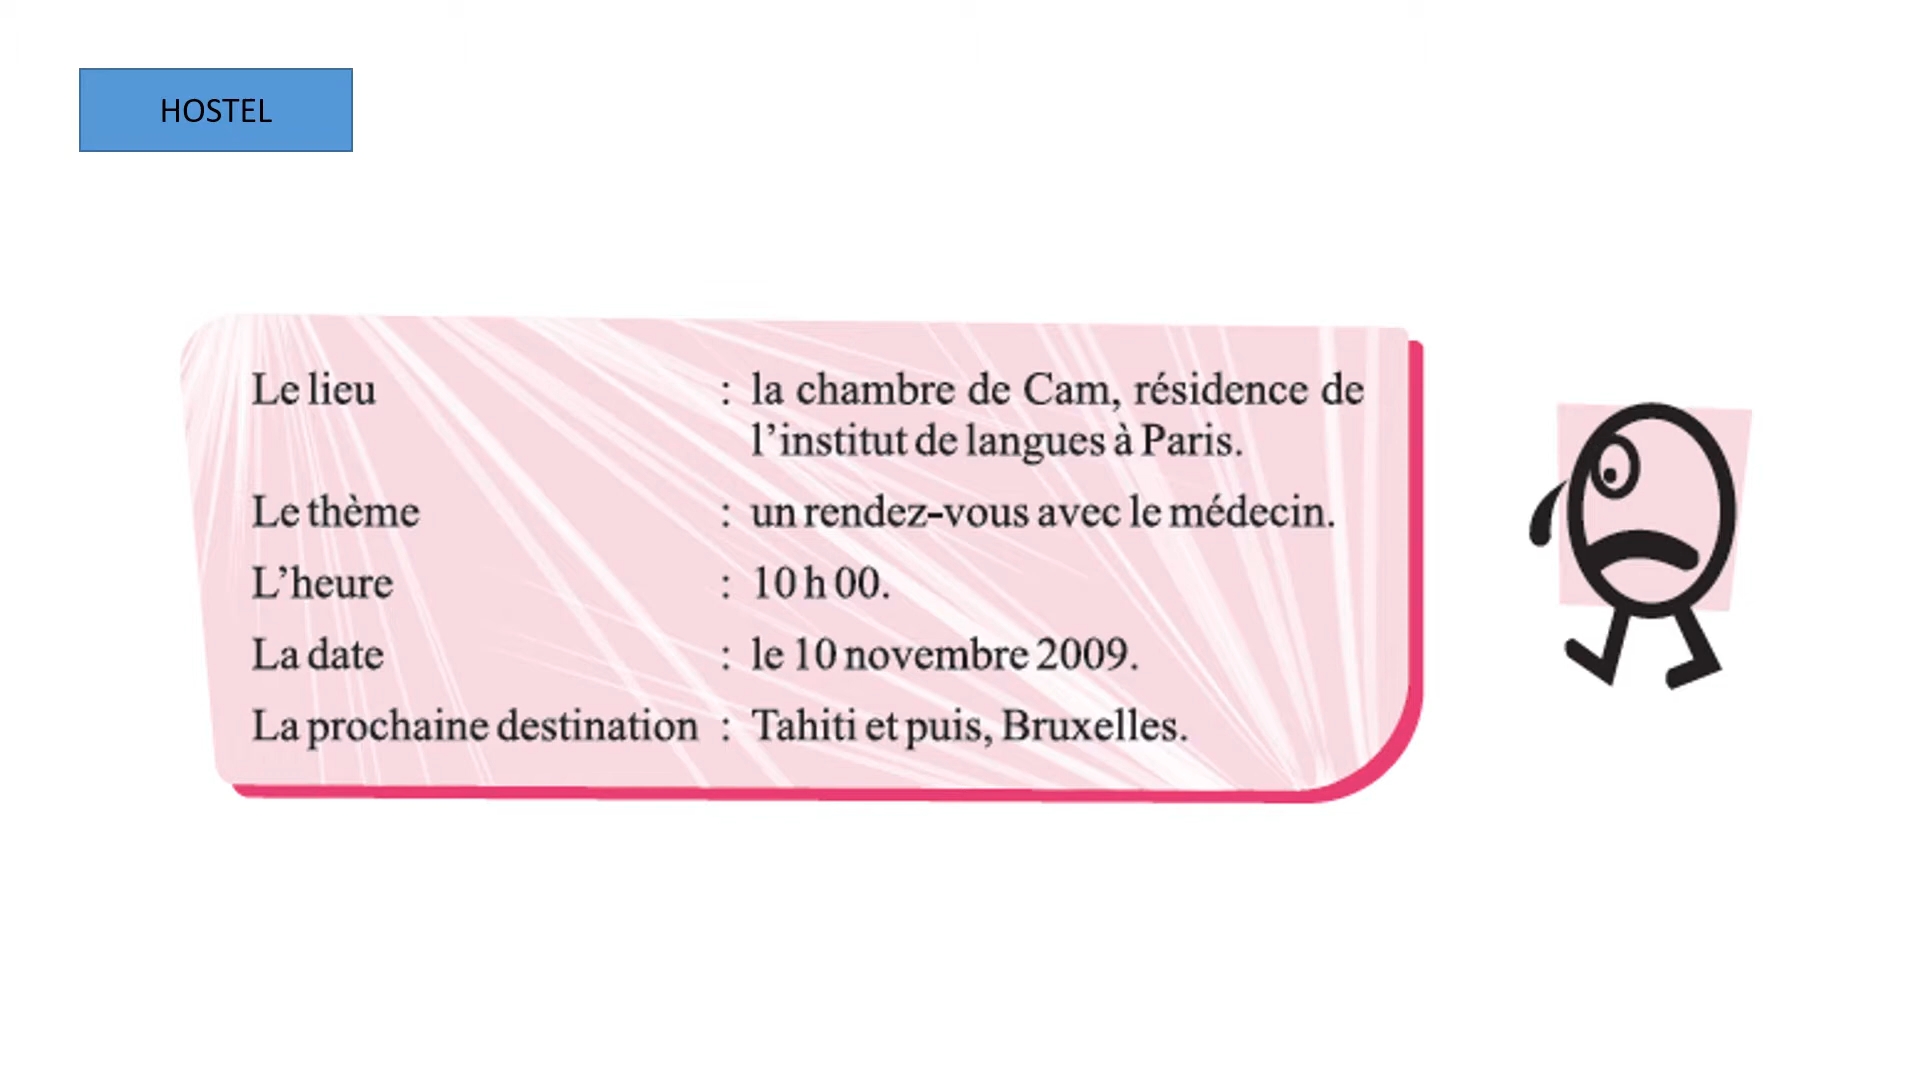 HOSTEL
Le lieu : la chambre de Cam, résidence de
l’institut de langues à Paris.
Le thème : un rendez-vous avec le médecin.
L’heure : 10 h 00.
La date : le 10 novembre 2009.
La prochaine destination : Tahiti et puis, Bruxelles.